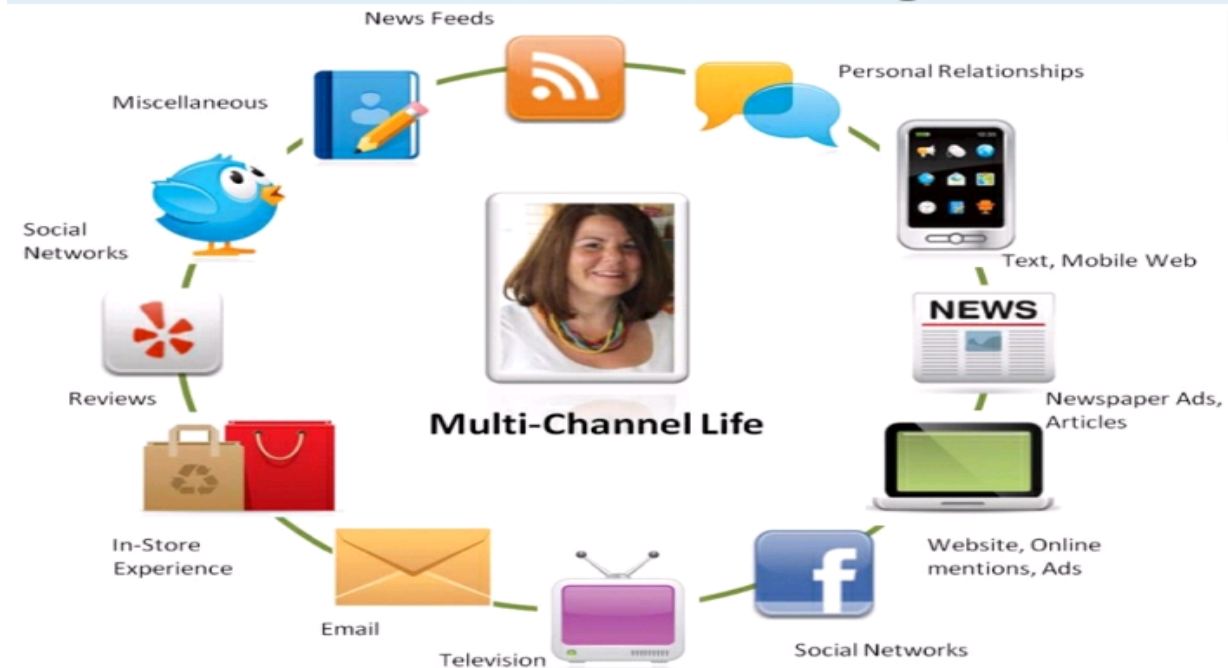 News Feeds
Personal Relationships
Miscellaneous
Social
Networks
Text, Mobile Web
NEWS
Reviews
Newspaper Ads,
Articles
Multi-Channel Life
In-Store
Experience
Website, Online
mentions, Ads
Email
Television
f
Social Networks